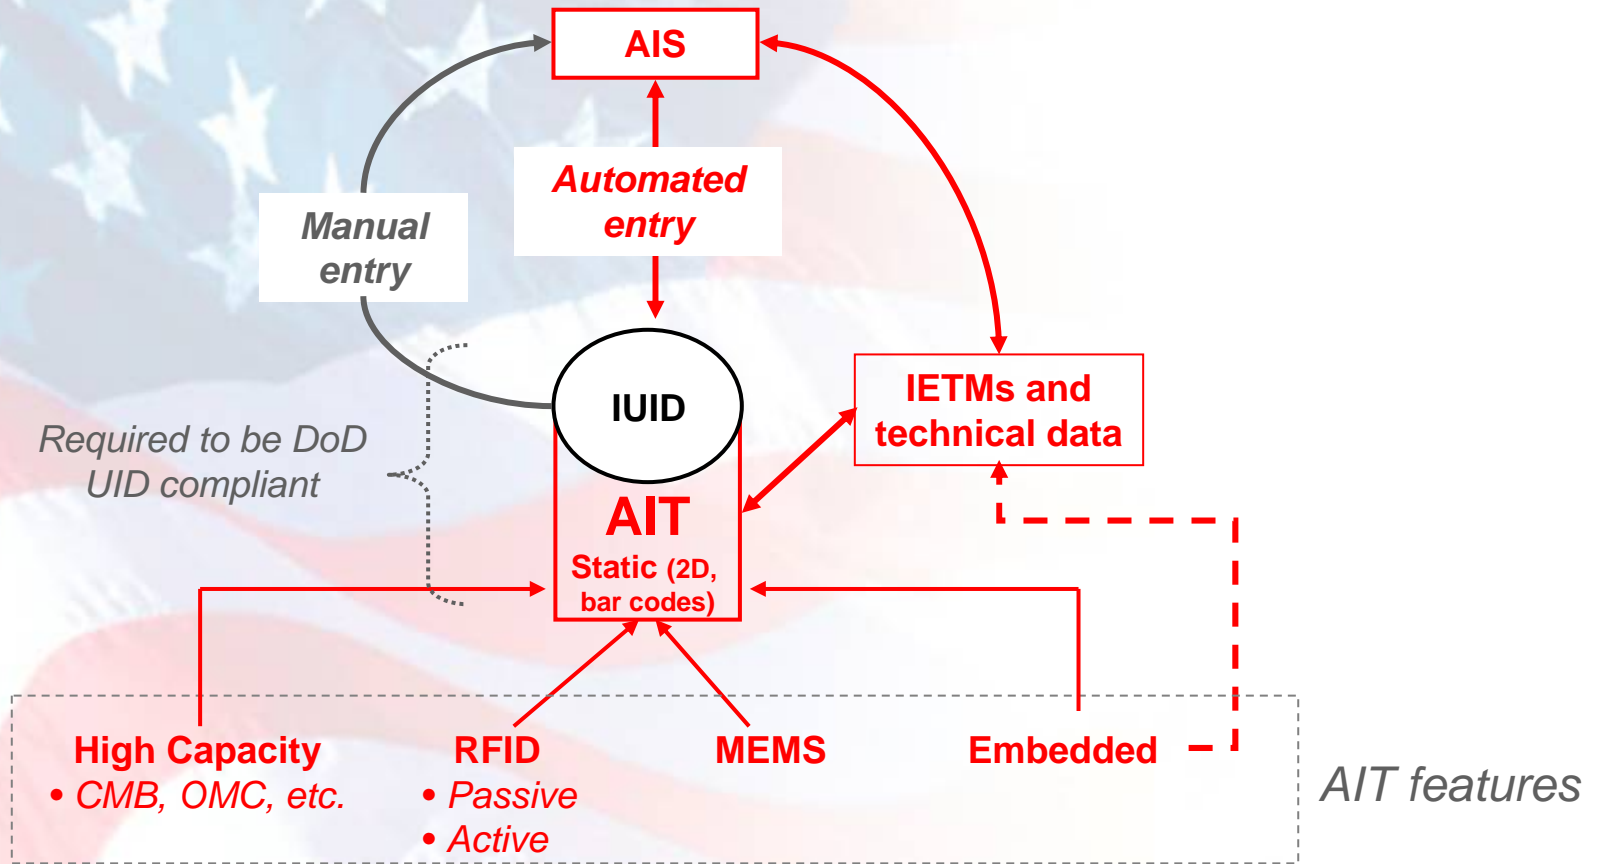 AIS
Automated
entry
Manual
entry
IUID
IETMs and
technical data
Required to be DoD
UID compliant
AIT
Static (2D,
bar codes)
High Capacity
• CMB, OMC, etc.
RFID
• Passive
• Active
MEMS
Embedded
AIT features